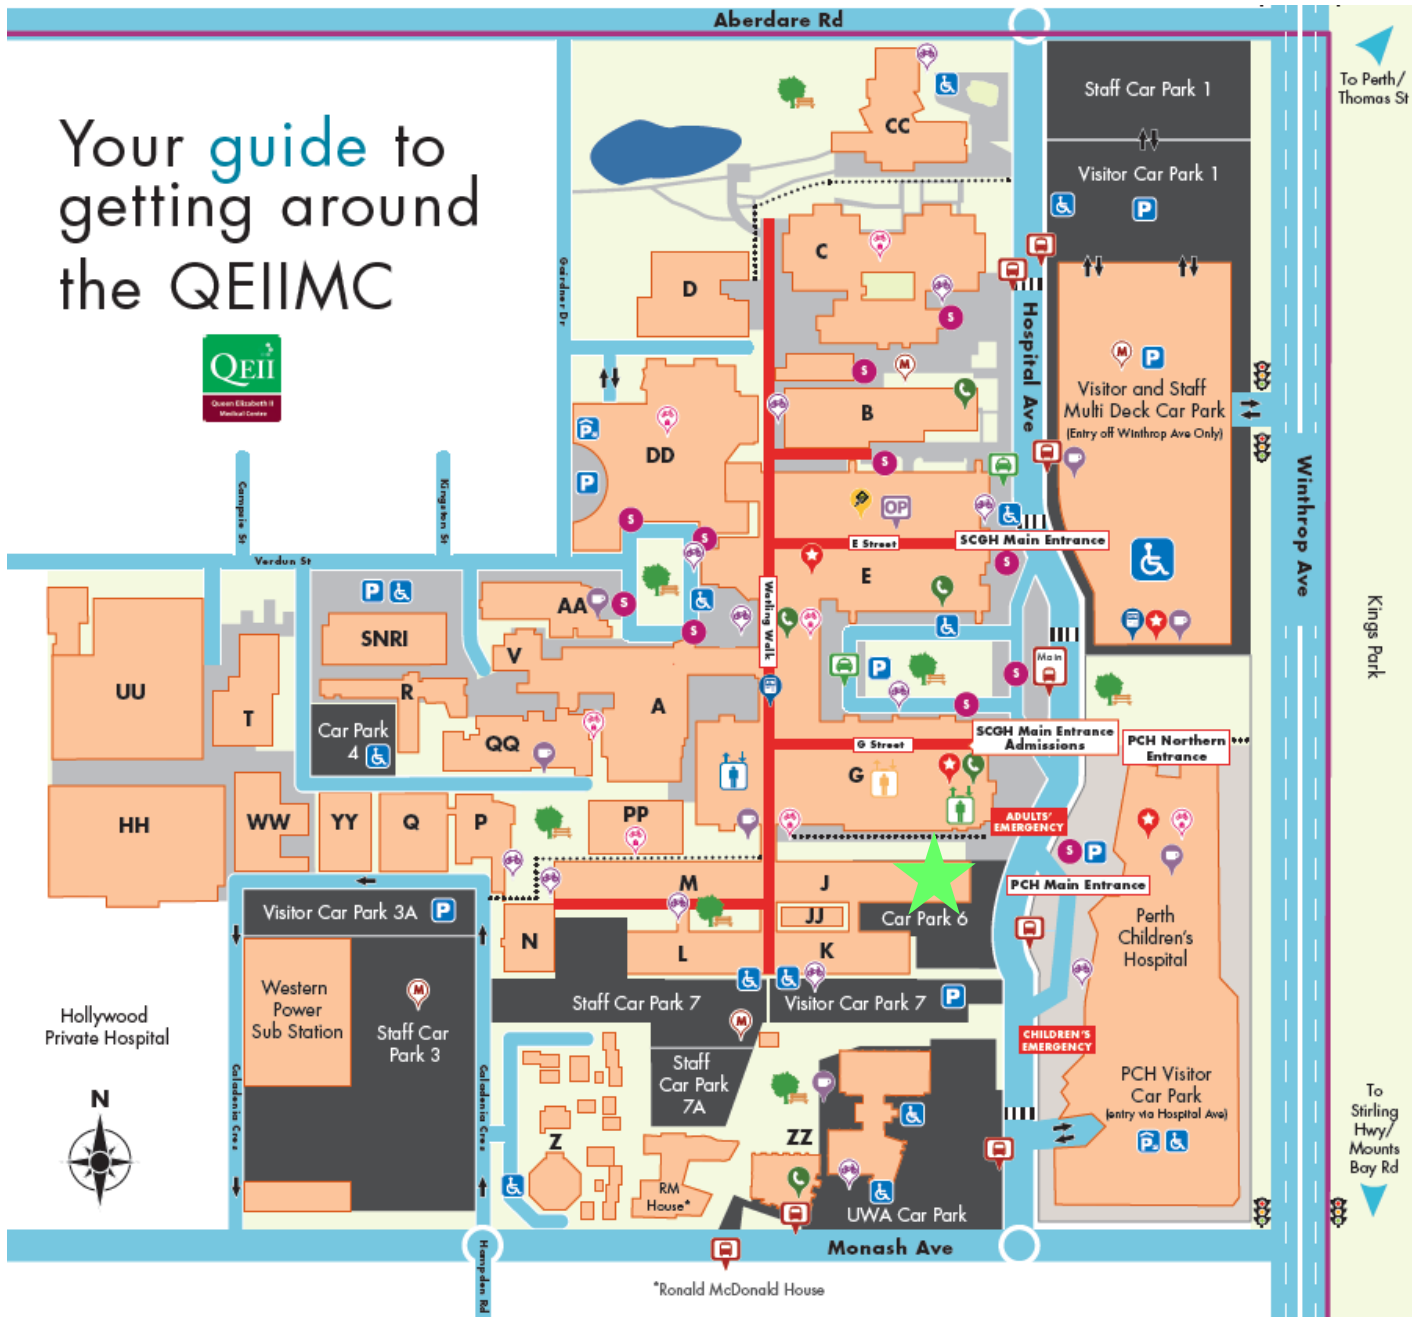 Aberdare Rd
To Perth/
Thomas St
Your guide to
getting around
the QEIIMC
QEII
Queen Elizabeth II
Medical Centre
Staff Car Park 1
Visitor Car Park 1
P
CC
C
D
Gairdner Dr
Hospital Ave
S
M
P
Visitor and Staff
Multi Deck Car Park
(Entry off Winthrop Ave Only)
S
M
B
DD
P
P
S
OP
S
S
E Street
SCGH Main Entrance
E
S
Winthrop Ave
Kings Park
Campsie St
Kingston St
Verdun St
Watling Walk
P
SNRI
AA
S
S
V
R
A
UU
T
Car Park
4
QQ
P
S
S
Main
G Street
SCGH Main Entrance
Admissions
PCH Northern
Entrance
G
HH
WW
YY
Q
P
PP
ADULTS'
EMERGENCY
S
P
PCH Main Entrance
M
J
JJ
Car Park 6
Visitor Car Park 3A
P
N
L
K
Perth
Children's
Hospital
Western
Power
Sub Station
M
Staff Car
Park 3
Staff Car Park 7
Visitor Car Park 7
P
M
Hollywood
Private Hospital
CHILDREN'S
EMERGENCY
Staff
Car Park
7A
PCH Visitor
Car Park
(entry via Hospital Ave)
P
N
Caladenia Cres
Caladenia Cres
Z
ZZ
RM
House*
UWA Car Park
To
Stirling
Hwy/
Mounts
Bay Rd
Hampden Rd
Monash Ave
*Ronald McDonald House